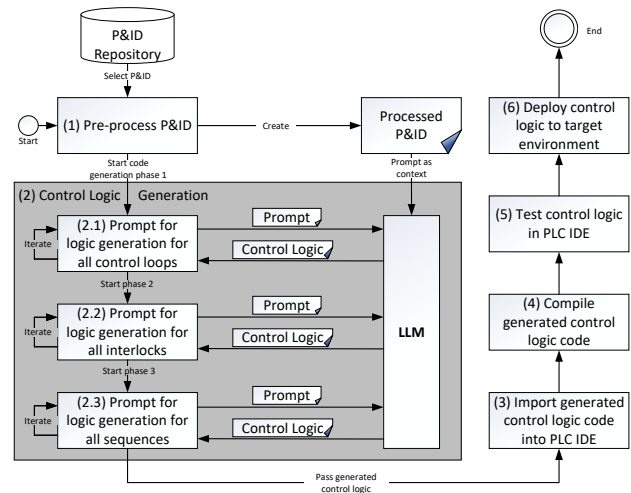 P&ID
Repository
Select P&ID
Start
(1) Pre-process P&ID
Create
Processed
P&ID
Start code
generation phase 1
Prompt as
context
(2) Control Logic Generation
(2.1) Prompt for
logic generation for
all control loops
Iterate
Prompt
Control Logic
Start phase 2
(2.2) Prompt for
logic generation for
all interlocks
Iterate
Prompt
Control Logic
Start phase 3
(2.3) Prompt for
logic generation for
all sequences
Iterate
Prompt
Control Logic
LLM
Pass generated
control logic
(3) Import generated
control logic code
into PLC IDE
(4) Compile
generated control
logic code
(5) Test control logic
in PLC IDE
(6) Deploy control
logic to target
environment
End